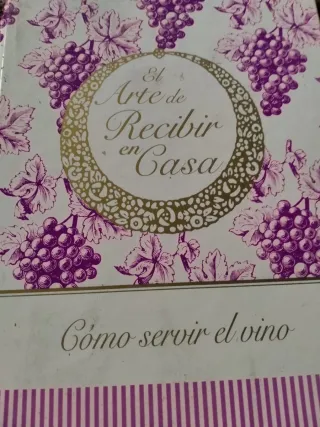 El
Arte de
Recibir
en
Casa
Cómo servir el vino